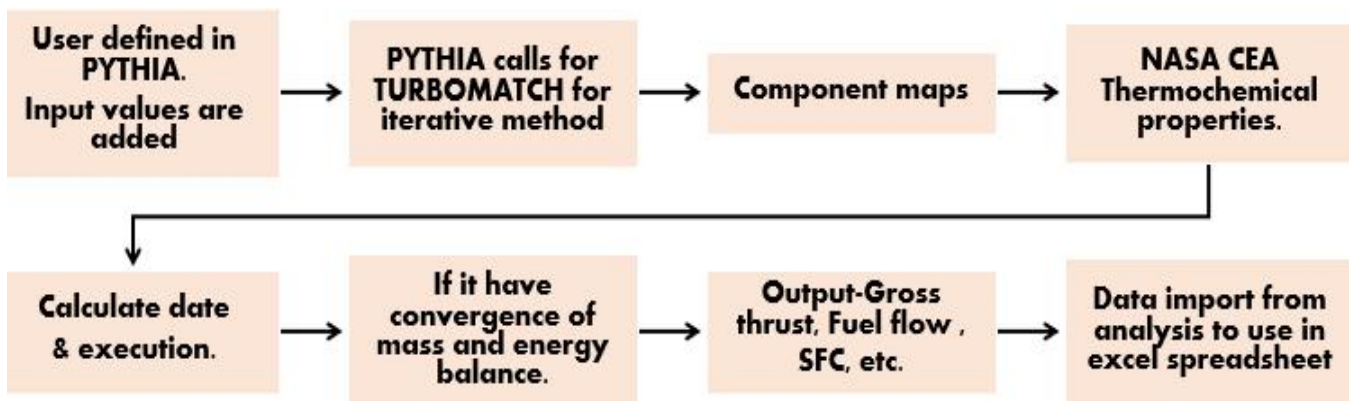 User defined in
PYTHIA.
Input values are
added
PYTHIA calls for
TURBOMATCH for
iterative method
Component maps
NASA CEA
Thermochemical
properties.
Calculate date
& execution.
If it have
convergence of
mass and energy
balance.
Output-Gross
thrust, Fuel flow ,
SFC, etc.
Data import from
analysis to use in
excel spreadsheet